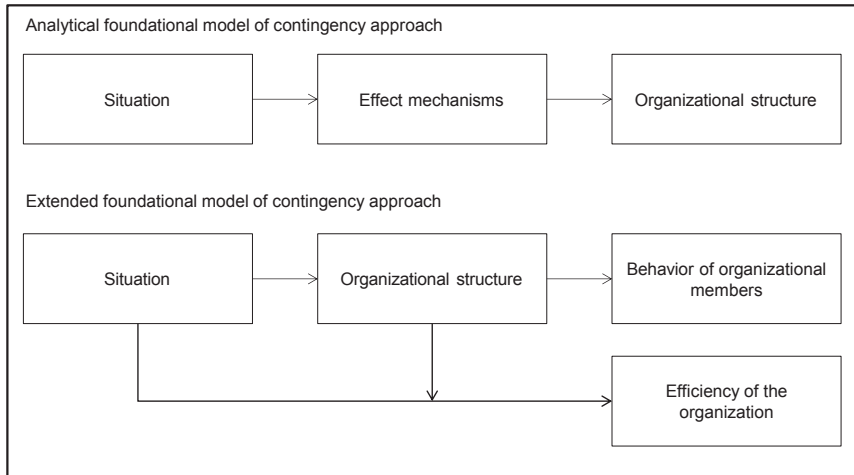 Analytical foundational model of contingency approach
Situation
Effect mechanisms
Organizational structure
Extended foundational model of contingency approach
Situation
Organizational structure
Behavior of organizational
members
Efficiency of the
organization